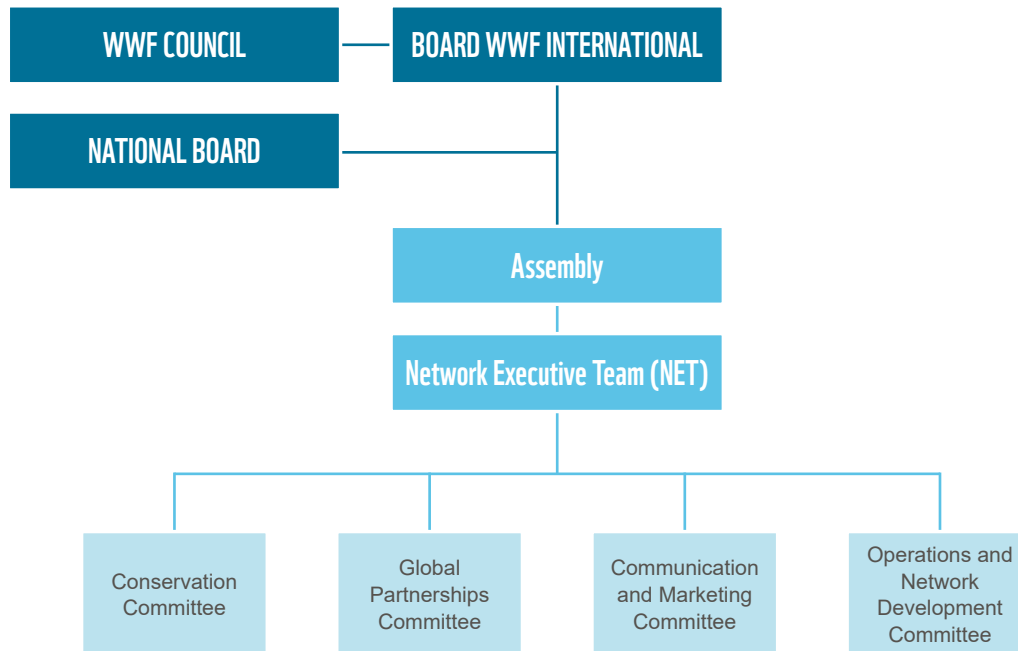 WWF COUNCIL
BOARD WWF INTERNATIONAL
NATIONAL BOARD
Assembly
Network Executive Team (NET)
Conservation
Committee
Global
Partnerships
Committee
Communication
and Marketing
Committee
Operations and
Network
Development
Committee